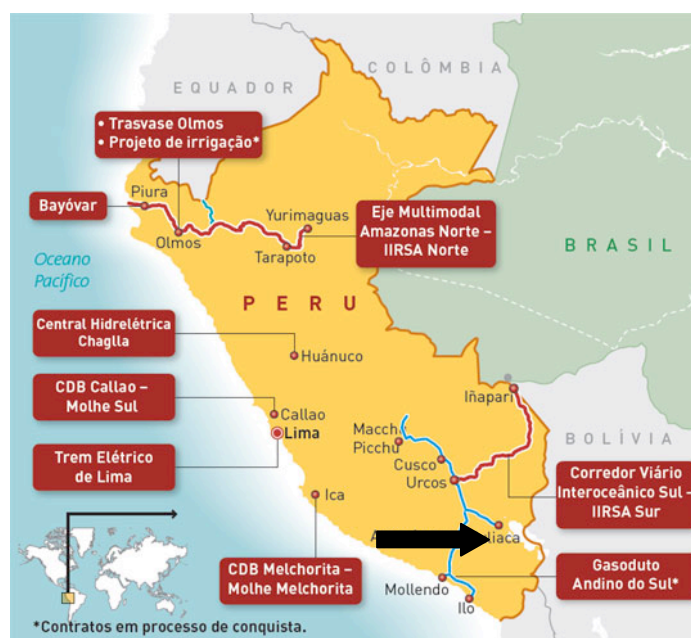 COLÔMBIA
EQUADOR
• Trasvase Olmos
• Projeto de irrigação*
Bayóvar
Piura
Yurimaguas
Olmos
Tarapoto
Eje Multimodal
Amazonas Norte –
IIRSA Norte
BRASIL
Oceano
Pacífico
PERU
Central Hidrelétrica
Chaglla
Huánuco
CDB Callao –
Molhe Sul
Callao
Lima
Trem Elétrico
de Lima
Iñapari
BOLÍVIA
Macch
Picchu
Cusco
Urcos
Corredor Viário
Interoceânico Sul –
IIRSA Sur
Ica
CDB Melchorita –
Molhe Melchorita
liaca
Mollendo
Ilo
Gasoduto
Andino do Sul*
*Contratos em processo de conquista.